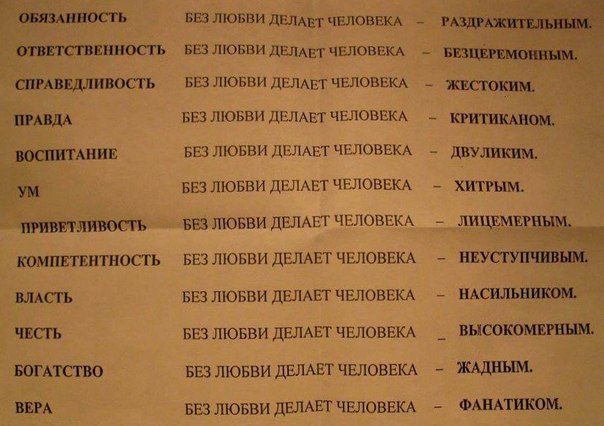 ОБЯЗАННОСТЬ БЕЗ ЛЮБВИ ДЕЛАЕТ ЧЕЛОВЕКА – РАЗДРАЖИТЕЛЬНЫМ.
ОТВЕТСТВЕННОСТЬ БЕЗ ЛЮБВИ ДЕЛАЕТ ЧЕЛОВЕКА – БЕЗЦЕРЕМОННЫМ.
СПРАВЕДЛИВОСТЬ БЕЗ ЛЮБВИ ДЕЛАЕТ ЧЕЛОВЕКА – ЖЕСТОКИМ.
ПРАВДА БЕЗ ЛЮБВИ ДЕЛАЕТ ЧЕЛОВЕКА – КРИТИКАНОМ.
ВОСПИТАНИЕ БЕЗ ЛЮБВИ ДЕЛАЕТ ЧЕЛОВЕКА – ДВУЛИКИМ.
УМ БЕЗ ЛЮБВИ ДЕЛАЕТ ЧЕЛОВЕКА – ХИТРЫМ.
ПРИВЕТЛИВОСТЬ БЕЗ ЛЮБВИ ДЕЛАЕТ ЧЕЛОВЕКА – ЛИЦЕМЕРНЫМ.
КОМПЕТЕНТНОСТЬ БЕЗ ЛЮБВИ ДЕЛАЕТ ЧЕЛОВЕКА – НЕУСТУПЧИВЫМ.
ВЛАСТЬ БЕЗ ЛЮБВИ ДЕЛАЕТ ЧЕЛОВЕКА – НАСИЛЬНИКОМ.
ЧЕСТЬ БЕЗ ЛЮБВИ ДЕЛАЕТ ЧЕЛОВЕКА _ ВЫСОКОМЕРНЫМ.
БОГАТСТВО БЕЗ ЛЮБВИ ДЕЛАЕТ ЧЕЛОВЕКА – ЖАДНЫМ.
ВЕРА БЕЗ ЛЮБВИ ДЕЛАЕТ ЧЕЛОВЕКА – ФАНАТИКОМ.